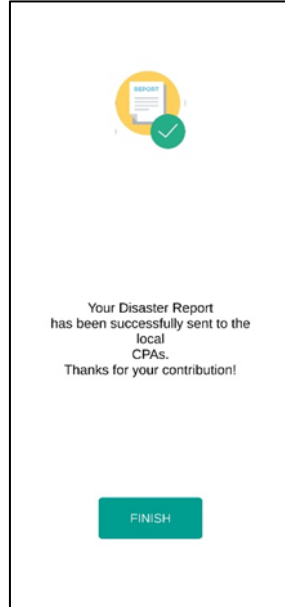 REPORT
Your Disaster Report
has been successfully sent to the
local
CPAs.
Thanks for your contribution!
FINISH